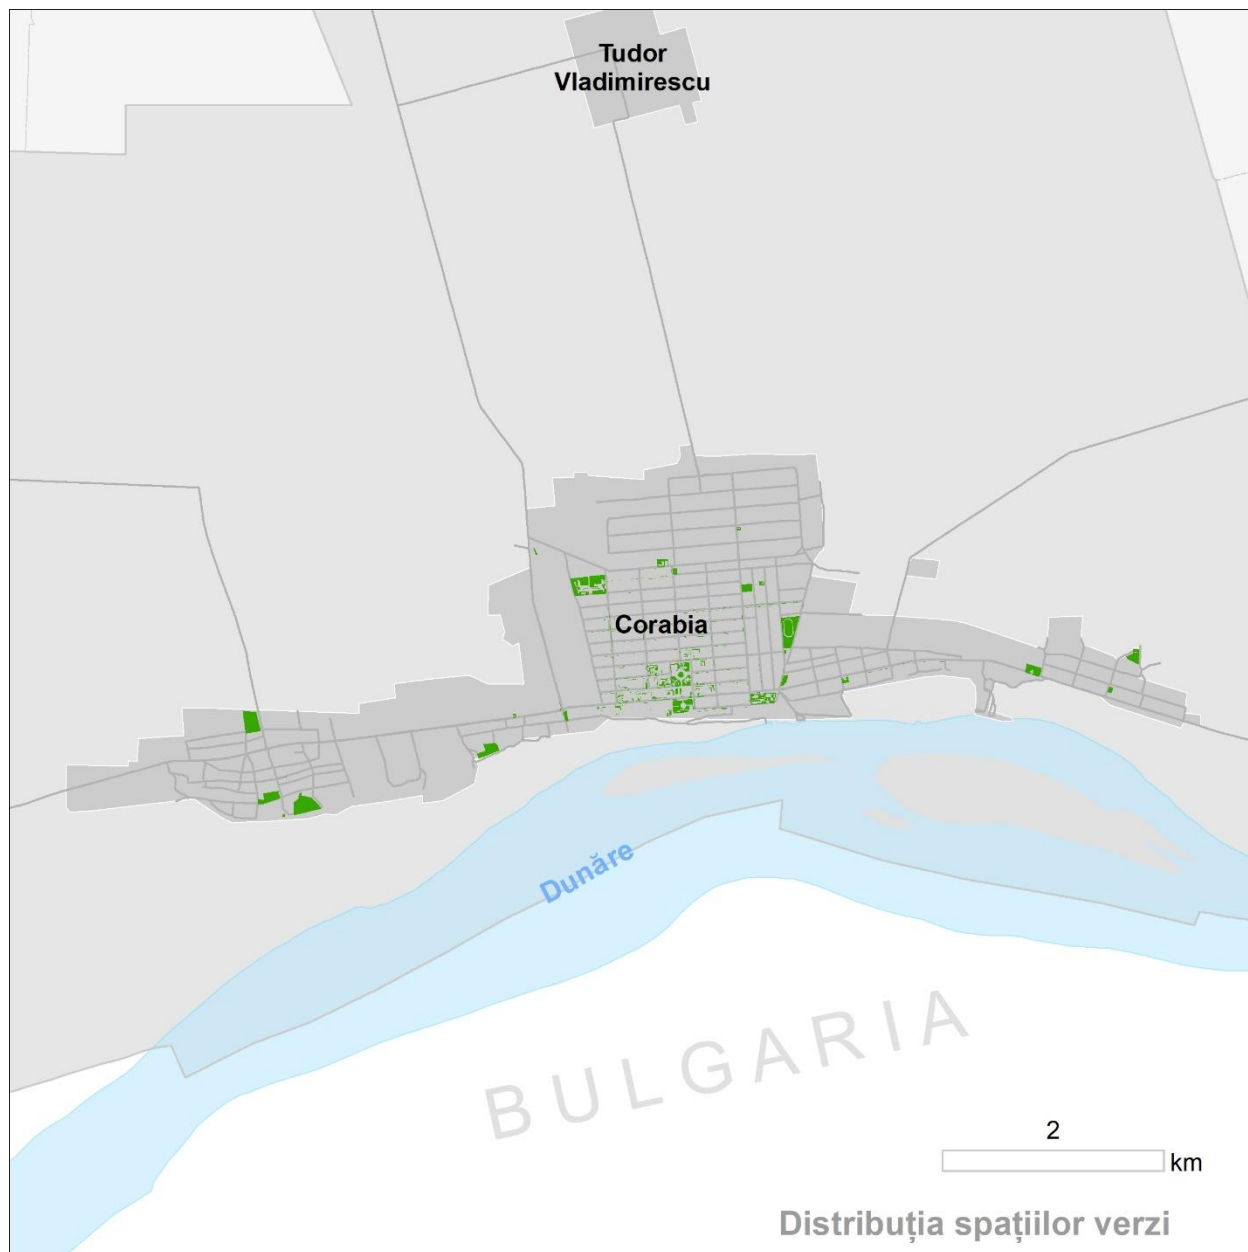 Tudor
Vladimirescu
Corabia
Dunăre
BULGARIA
2
km
Distribuția spațiilor verzi